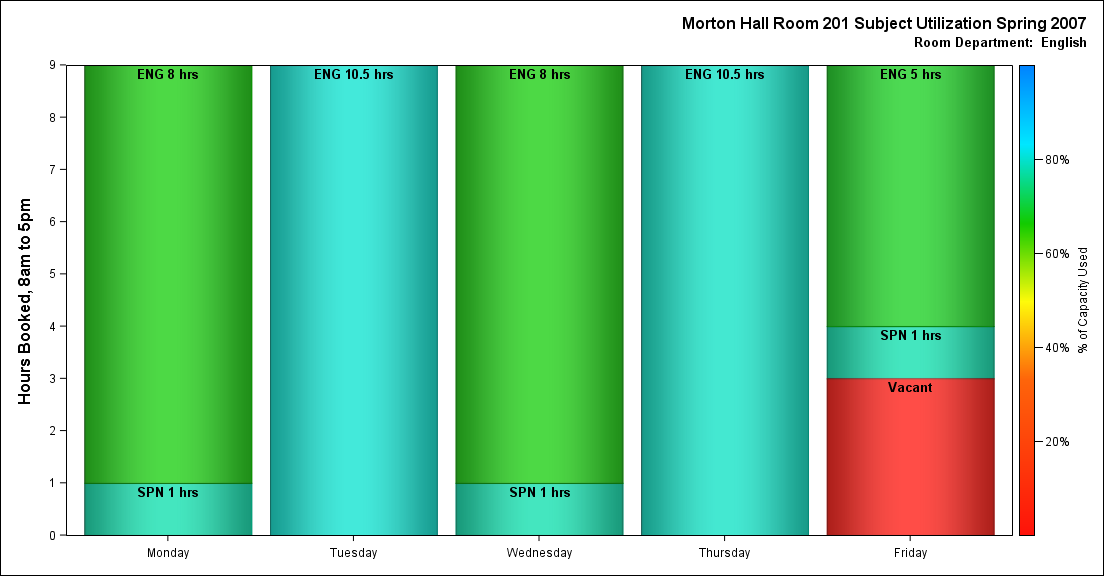 Morton Hall Room 201 Subject Utilization Spring 2007
Room Department:  English
Hours Booked, 8am to 5pm
9
8
7
6
5
4
3
2
1
0
ENG 8 hrs
SPN 1 hrs
ENG 10.5 hrs
ENG 8 hrs
SPN 1 hrs
ENG 10.5 hrs
ENG 5 hrs
SPN 1 hrs
Vacant
Monday
Tuesday
Wednesday
Thursday
Friday
80%
60%
40%
20%
% of Capacity Used